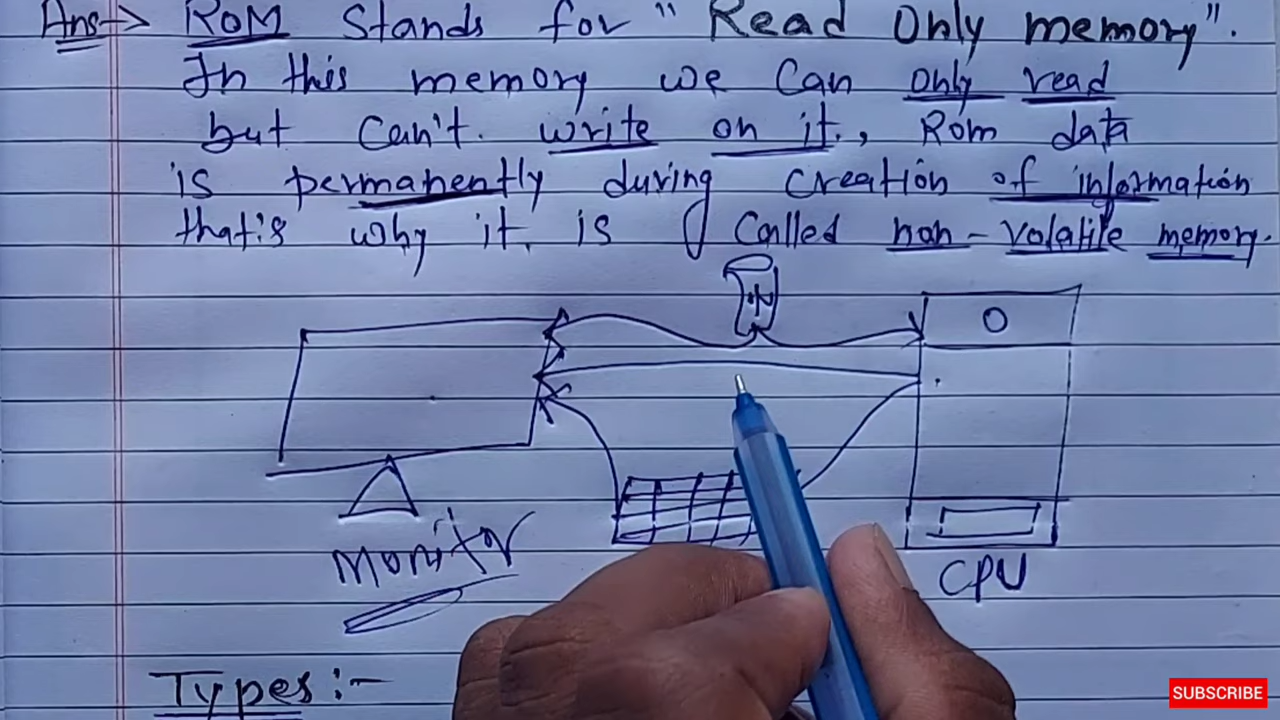 Ans→ ROM Stands for "Read Only memory".
In this memory we Can only read
but Can't. write on it., Rom data
is permanently during Creation of information
that's why it. is Called non-volatile memory.
Monitor
CPU
Types:-
SUBSCRIBE